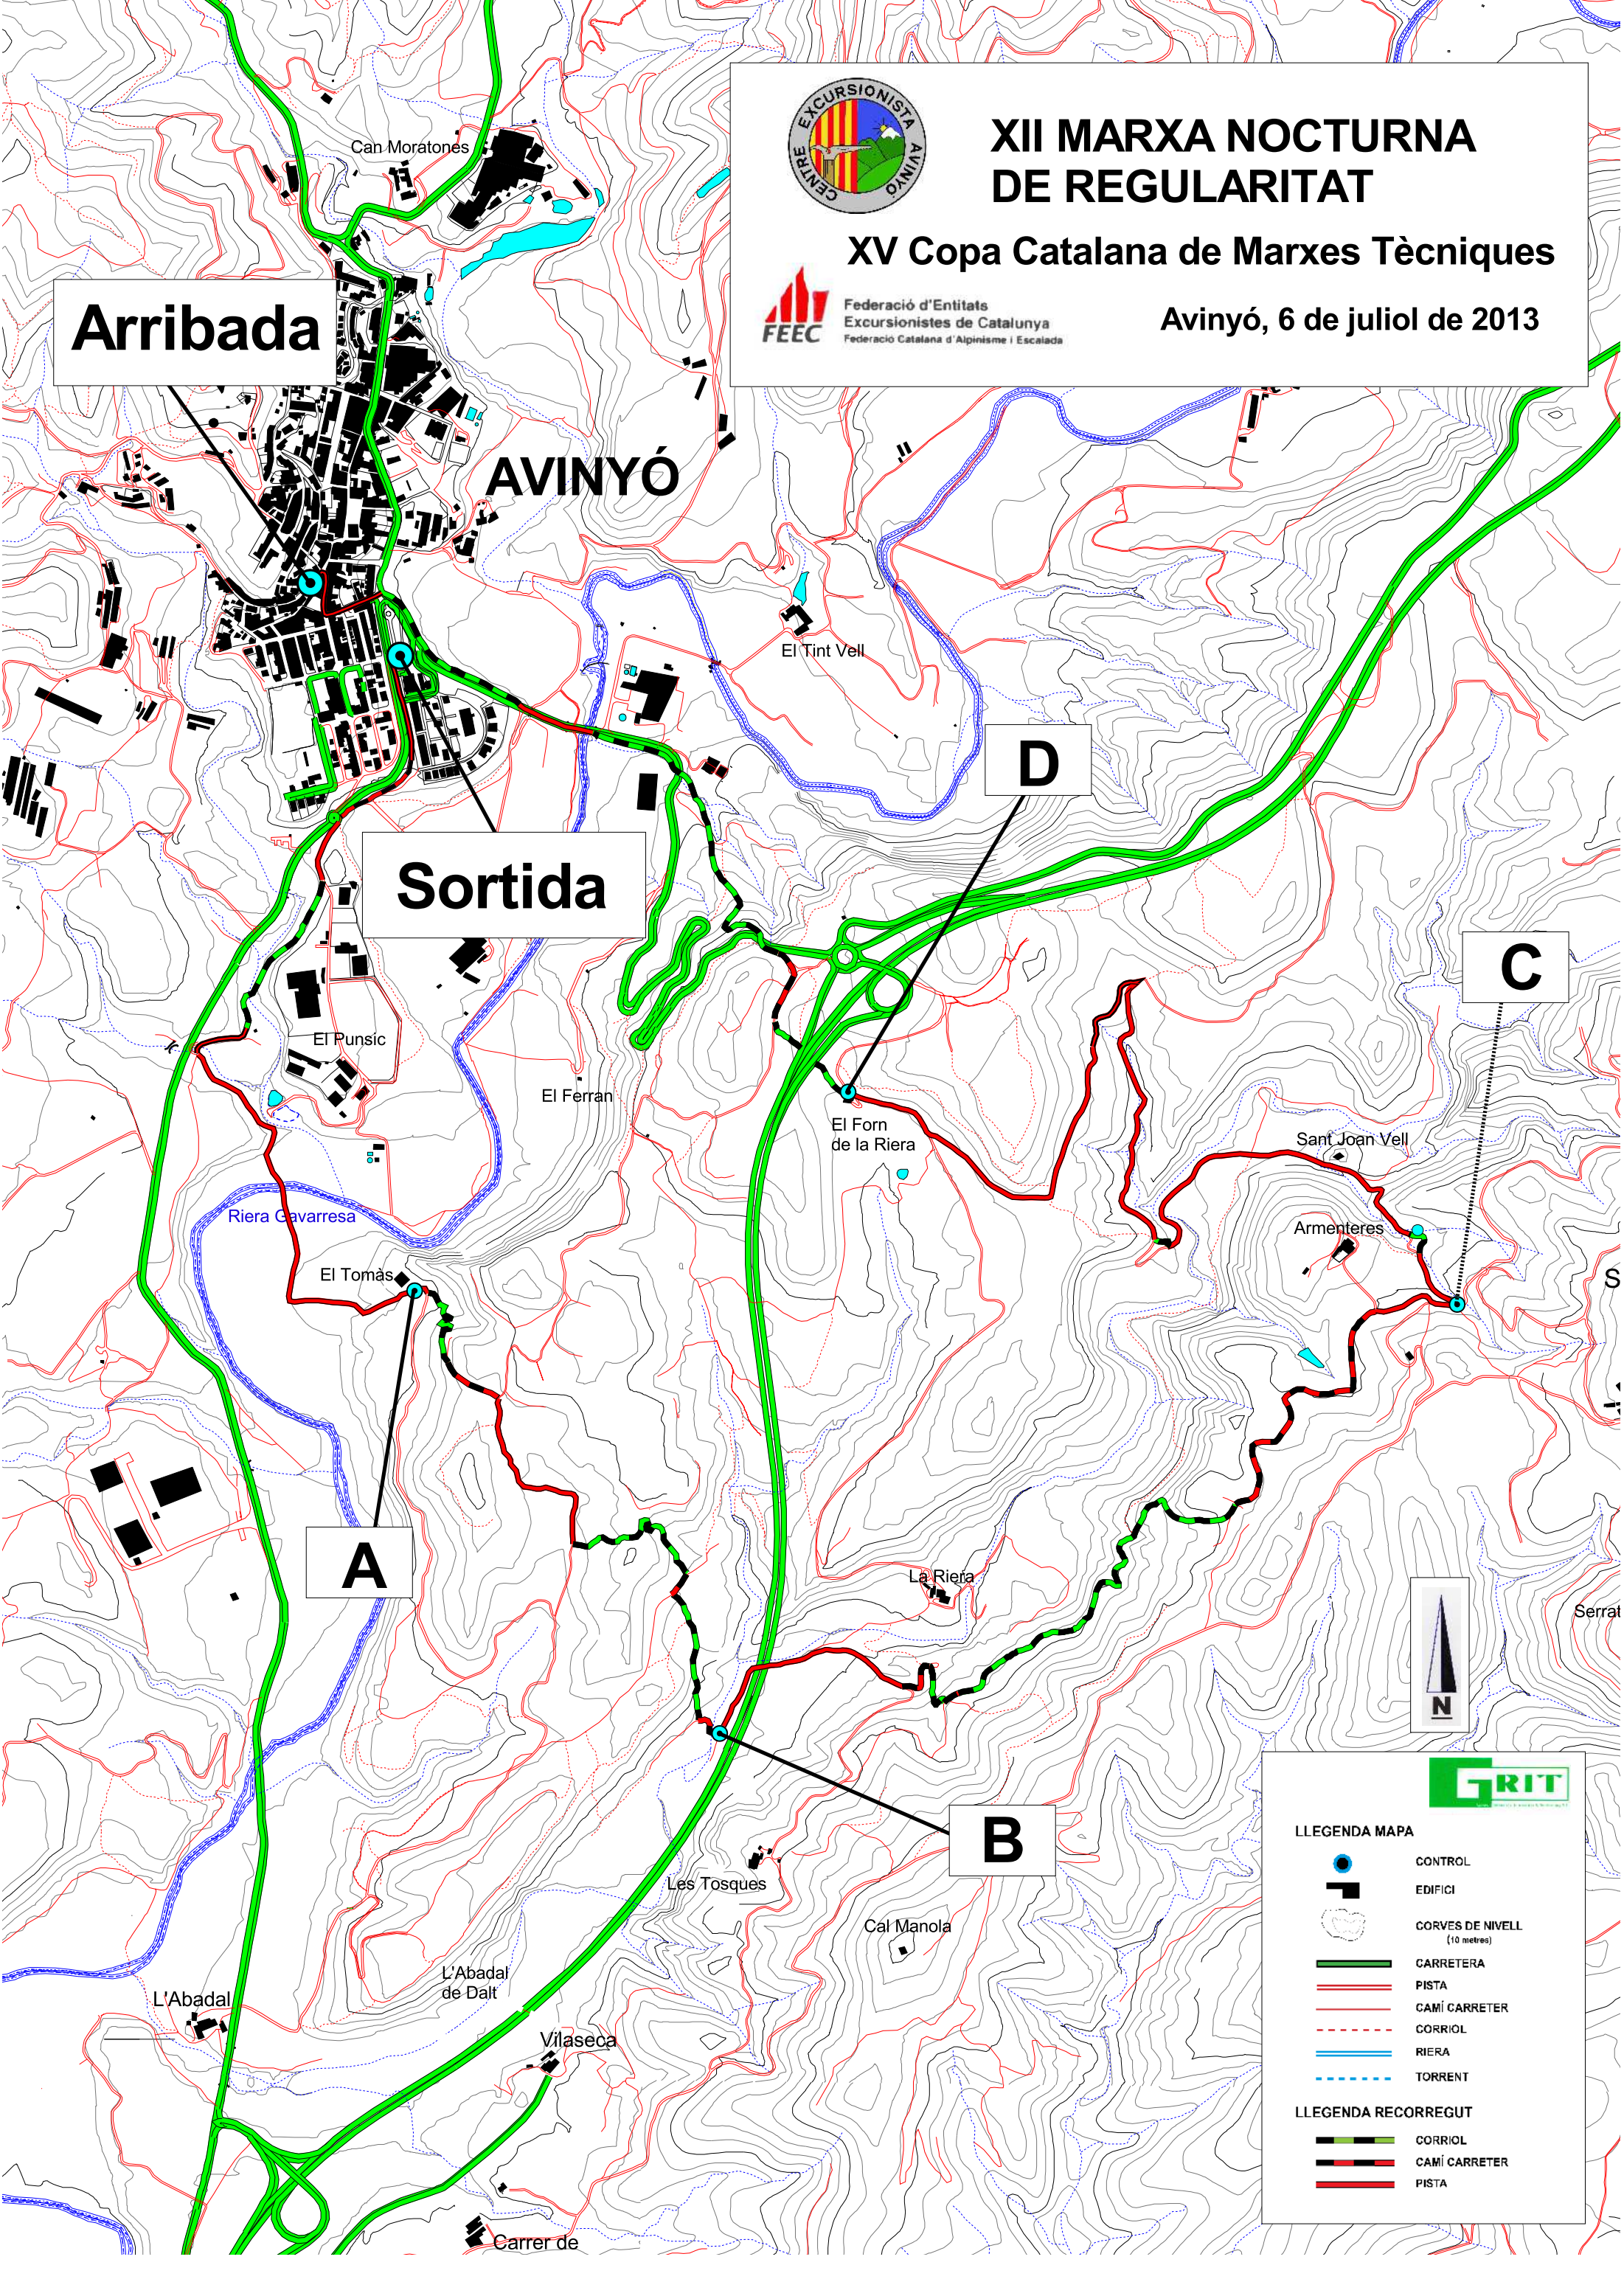 CENTRE EXCURSIONISTA AVINYÓ
XII MARXA NOCTURNA
DE REGULARITAT
XV Copa Catalana de Marxes Tècniques
FEEC
Federació d'Entitats
Excursionistes de Catalunya
Federació Catalana d'Alpinisme i Escalada
Avinyó, 6 de juliol de 2013
Can Moratones
Arribada
AVINYÓ
El Tint Vell
D
Sortida
C
El Punsic
El Ferran
El Forn
de la Riera
Sant Joan Vell
Riera Gavarresa
Armenteres
El Tomàs
S
A
La Riera
Serrat
N
B
Les Tosques
Cal Manola
L'Abadal
de Dalt
L'Abadal
Vilaseca
Carrer de
GRIT
LLEGENDA MAPA
CONTROL
EDIFICI
CORVES DE NIVELL
(10 metres)
CARRETERA
PISTA
CAMÍ CARRETER
CORRIOL
RIERA
TORRENT
LLEGENDA RECORREGUT
CORRIOL
CAMÍ CARRETER
PISTA